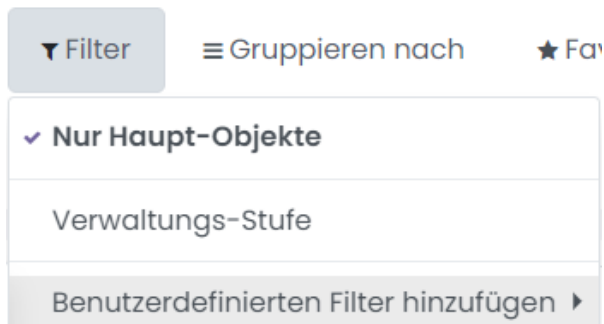 Filter Gruppieren nach Fav
Nur Haupt-Objekte
Verwaltungs-Stufe
Benutzerdefinierten Filter hinzufügen